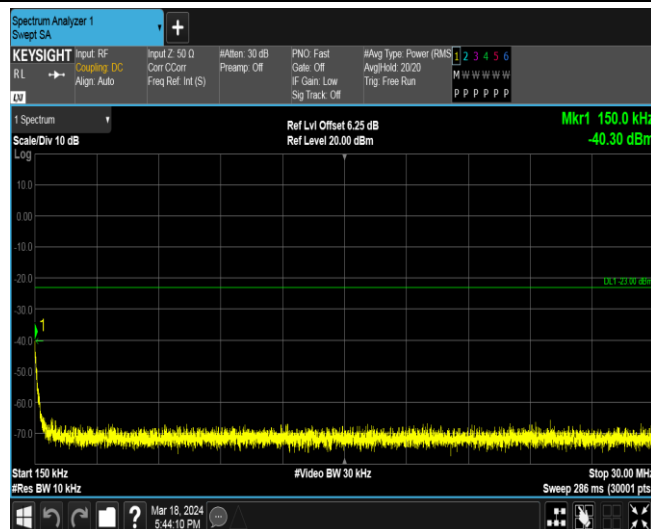 Spectrum Analyzer 1
Swept SA
+
KEYSIGHT Input: RF Input Z: 50 Ω #Atten: 30 dB PNO: Fast #Avg Type: Power (RMS 1 2 3 4 5 6
RL Coupling: DC Corr CCorr Preamp: Off Gate: Off Avg|Hold: 20/20 M W W W W W
Align: Auto Freq Ref: Int (S) IF Gain: Low Trig: Free Run
Sig Track: Off P P P P P P
LXI
1 Spectrum Ref Lvl Offset 6.25 dB Mkr1 150.0 kHz
Scale/Div 10 dB Ref Level 20.00 dBm -40.30 dBm
Log
10.0
0.00
-10.0
-20.0
DL1 -23.00 dBm
-30.0
1
-40.0
-50.0
-60.0
-70.0
Start 150 kHz #Video BW 30 kHz Stop 30.00 MHz
#Res BW 10 kHz Sweep 286 ms (30001 pts
? Mar 18, 2024
5:44:10 PM